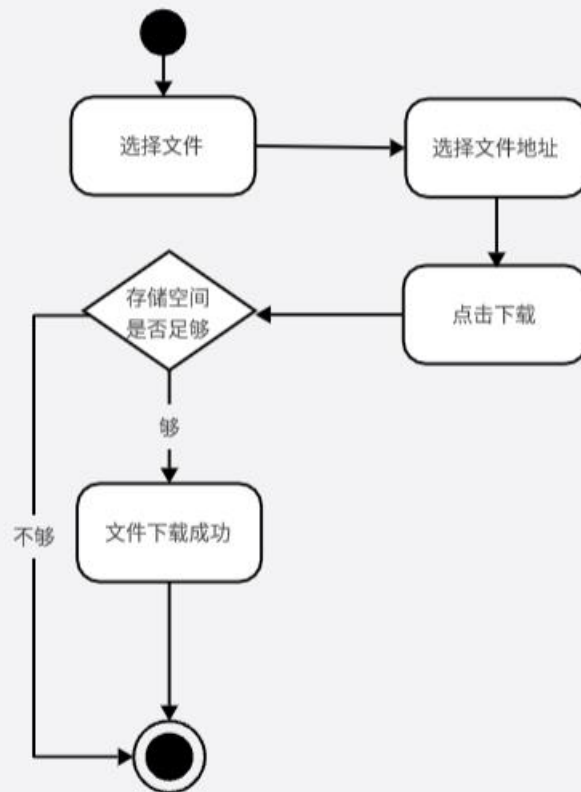 选择文件
选择文件地址
点击下载
存储空间
是否足够
够
文件下载成功
不够